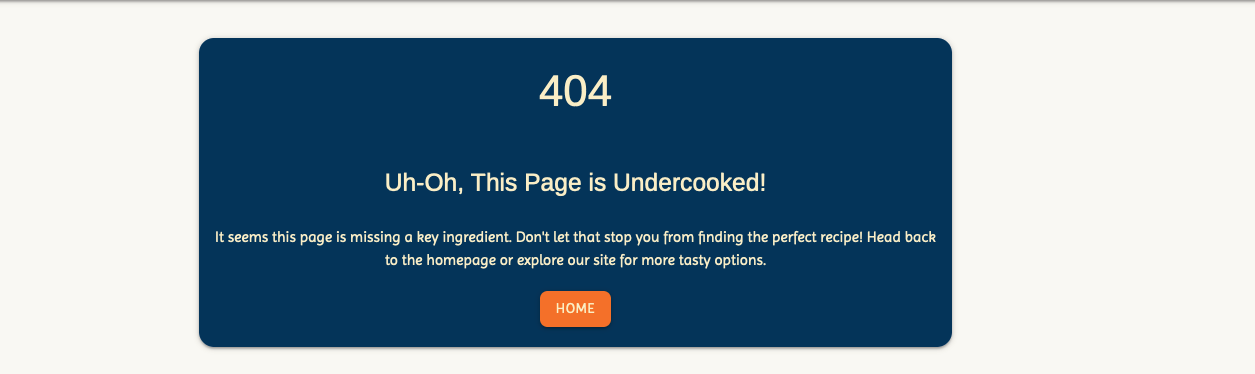 404
Uh-Oh, This Page is Undercooked!
It seems this page is missing a key ingredient. Don't let that stop you from finding the perfect recipe! Head back
to the homepage or explore our site for more tasty options.
HOME